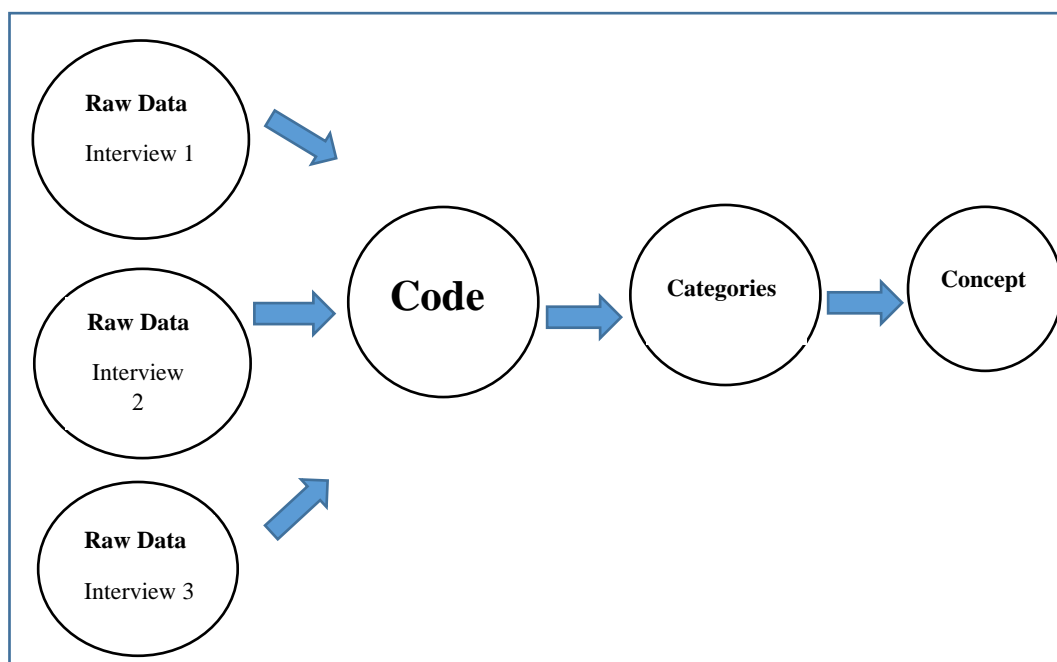 Raw Data
Interview 1
Raw Data
Interview
2
Raw Data
Interview 3
Code
Categories
Concept